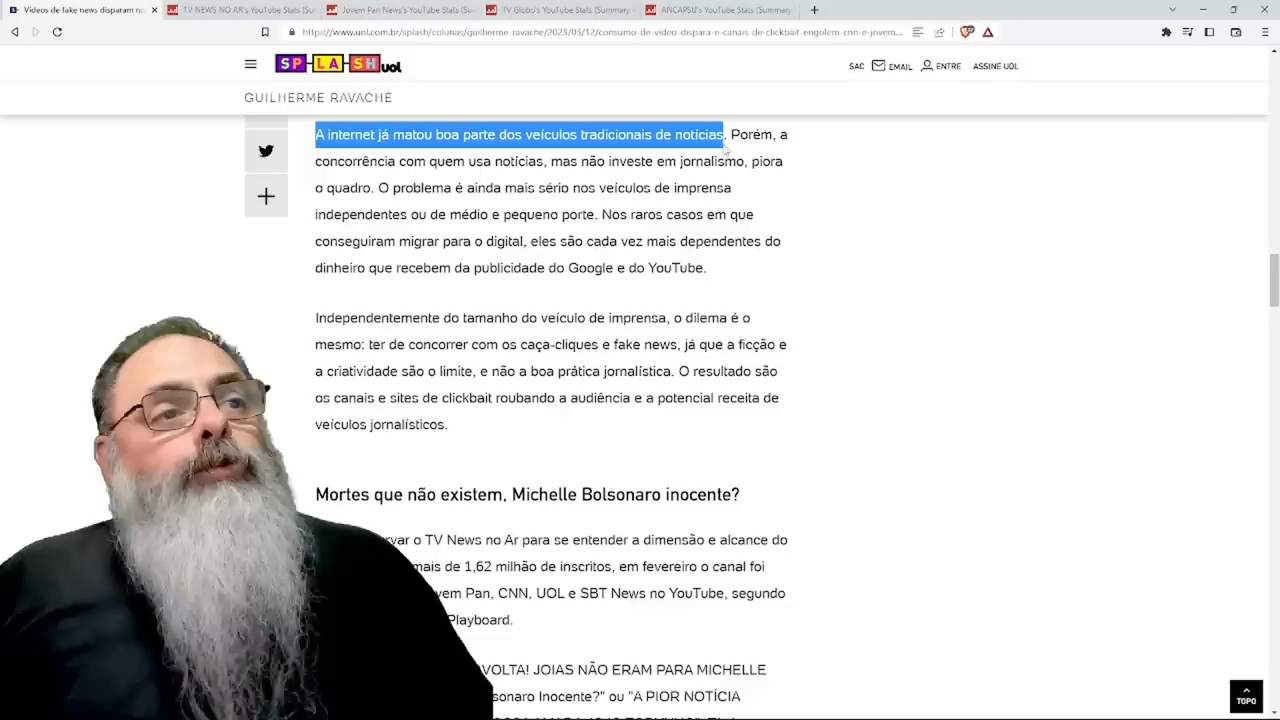 Vídeos de fake news disparam no
TV NEWS NO AR's YouTube Stats (Su
Jovem Pan News's YouTube Stats (S
TV Globo's YouTube Stats (Summary
ANCAPSU's YouTube Stats (Summary
https://www.uol.com.br/splash/colunas/guilherme-ravache/2023/03/12/consumo-de-video-dispara-e-canais-de-clickbait-engolem-cnn-e-jovem...
SPLASH uol
SAC
EMAIL
ENTRE
ASSINE UOL
GUILHERME RAVACHE
A internet já matou boa parte dos veículos tradicionais de notícias. Porém, a
concorrência com quem usa notícias, mas não investe em jornalismo, piora
o quadro. O problema é ainda mais sério nos veículos de imprensa
independentes ou de médio e pequeno porte. Nos raros casos em que
conseguiram migrar para o digital, eles são cada vez mais dependentes do
dinheiro que recebem da publicidade do Google e do YouTube.
Independentemente do tamanho do veículo de imprensa, o dilema é o
mesmo: ter de concorrer com os caça-cliques e fake news, já que a ficção e
a criatividade são o limite, e não a boa prática jornalística. O resultado são
os canais e sites de clickbait roubando a audiência e a potencial receita de
veículos jornalísticos.
Mortes que não existem, Michelle Bolsonaro inocente?
var o TV News no Ar para se entender a dimensão e alcance do
mais de 1,62 milhão de inscritos, em fevereiro o canal foi
vem Pan, CNN, UOL e SBT News no YouTube, segundo
Playboard.
VOLTA! JOIAS NÃO ERAM PARA MICHELLE
sonaro Inocente?" ou "A PIOR NOTÍCIA
TOPO